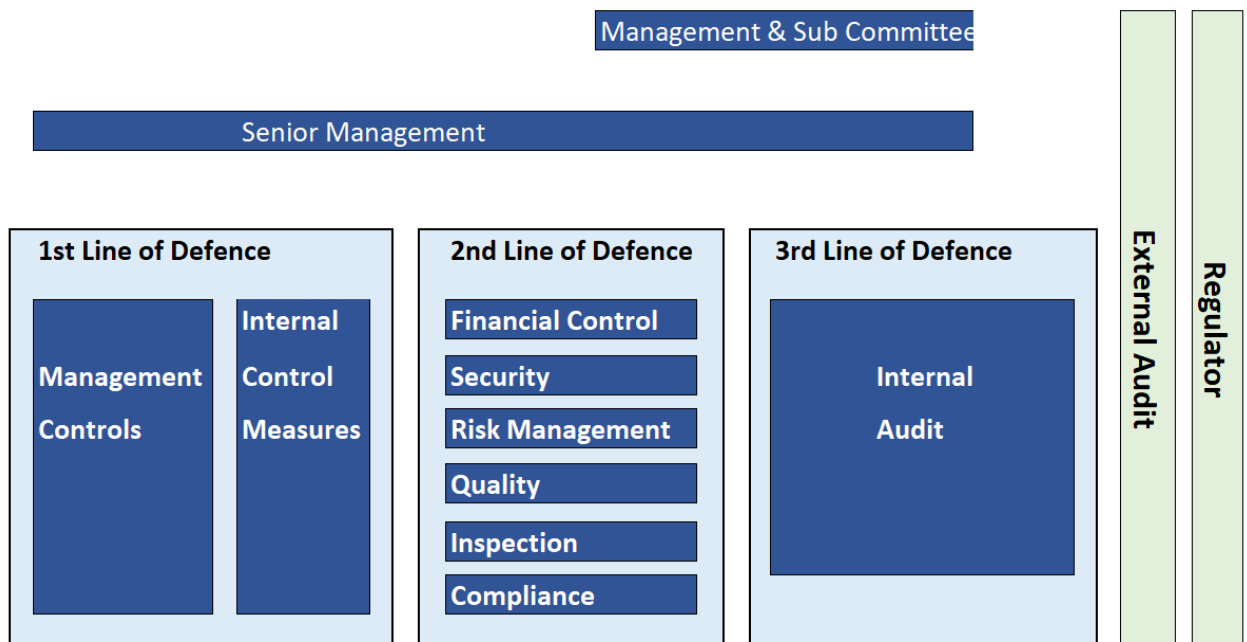 Management & Sub Committee
Senior Management
1st Line of Defence
Management
Controls
Internal
Control
Measures
2nd Line of Defence
Financial Control
Security
Risk Management
Quality
Inspection
Compliance
3rd Line of Defence
Internal
Audit
External Audit
Regulator